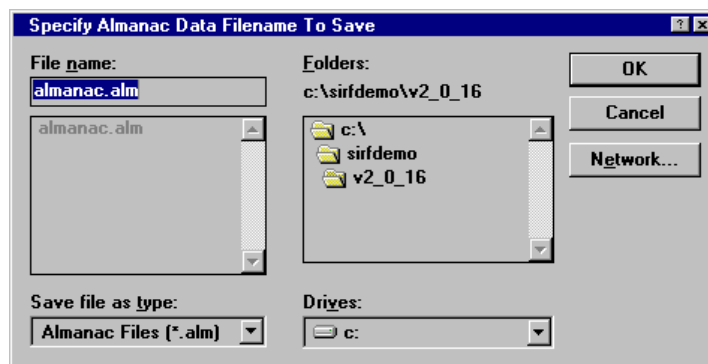 Specify Almanac Data Filename To Save
File name:
almanac.alm
almanac.alm
Save file as type:
Almanac Files (*.alm)
Folders:
c:\sirfdemo\v2_0_16
c:\
sirfdemo
v2_0_16
Drives:
c:
OK
Cancel
Network...